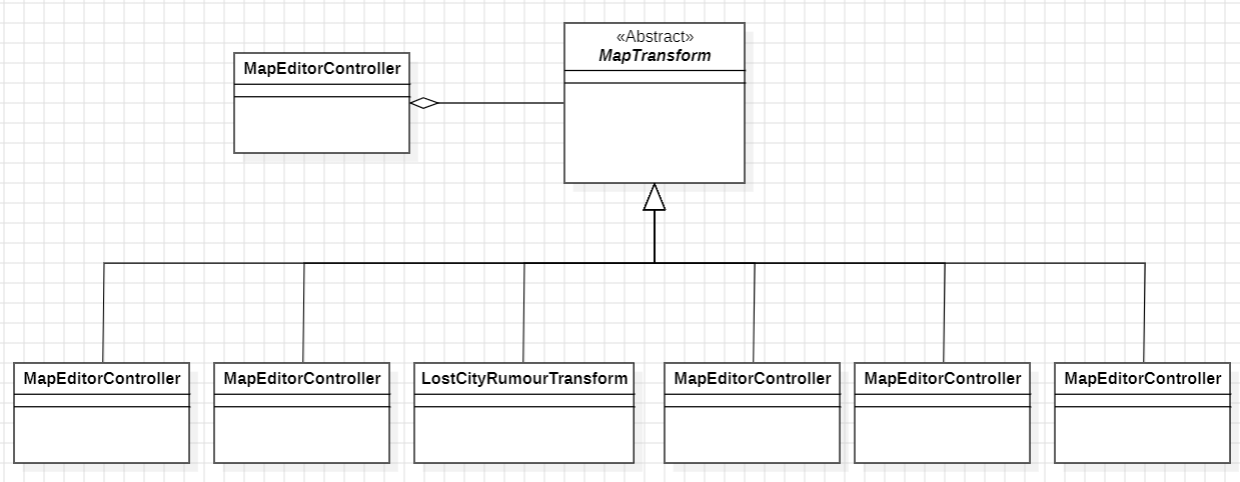 «Abstract»
MapTransform
MapEditorController
MapEditorController
MapEditorController
LostCityRumourTransform
MapEditorController
MapEditorController
MapEditorController